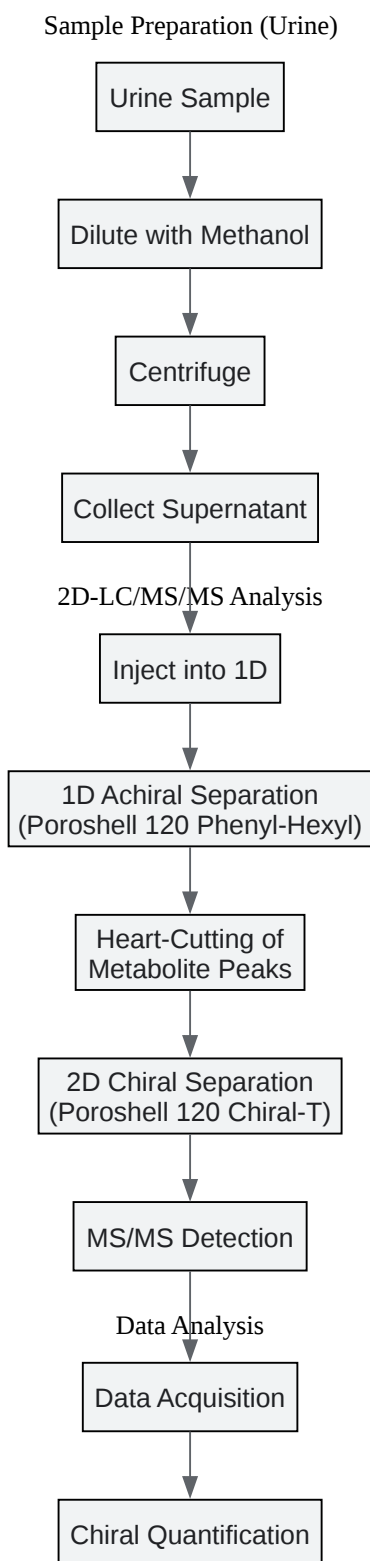 Sample Preparation (Urine)
Urine Sample
Dilute with Methanol
Centrifuge
Collect Supernatant
2D-LC/MS/MS Analysis
Inject into 1D
1D Achiral Separation
(Poroshell 120 Phenyl-Hexyl)
Heart-Cutting of
Metabolite Peaks
2D Chiral Separation
(Poroshell 120 Chiral-T)
MS/MS Detection
Data Analysis
Data Acquisition
Chiral Quantification